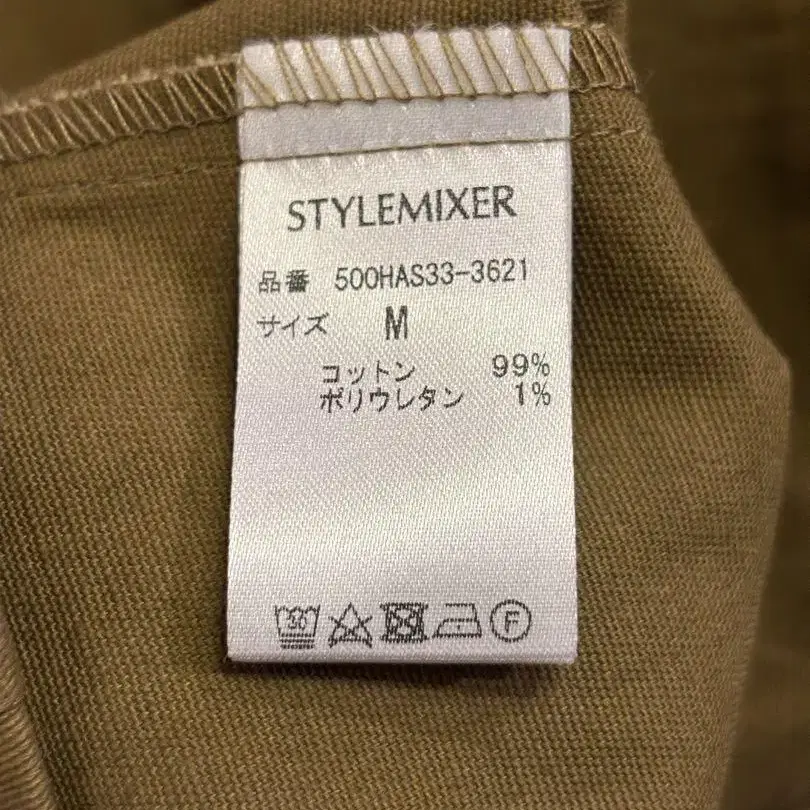 STYLEMIXER
品番 500HAS33-3621
サイズ M
コットン 99%
ポリウレタン 1%
30 F